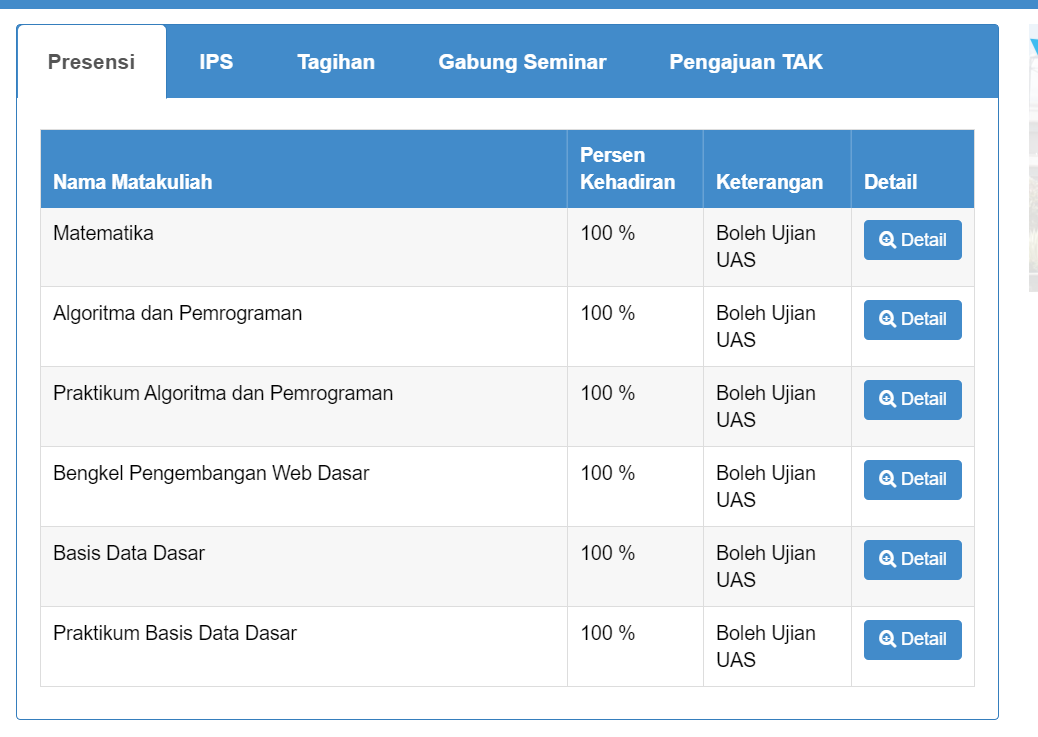 Presensi IPS Tagihan Gabung Seminar Pengajuan TAK
Nama Matakuliah Persen Kehadiran Keterangan Detail
Matematika 100 % Boleh Ujian UAS Detail
Algoritma dan Pemrograman 100 % Boleh Ujian UAS Detail
Praktikum Algoritma dan Pemrograman 100 % Boleh Ujian UAS Detail
Bengkel Pengembangan Web Dasar 100 % Boleh Ujian UAS Detail
Basis Data Dasar 100 % Boleh Ujian UAS Detail
Praktikum Basis Data Dasar 100 % Boleh Ujian UAS Detail